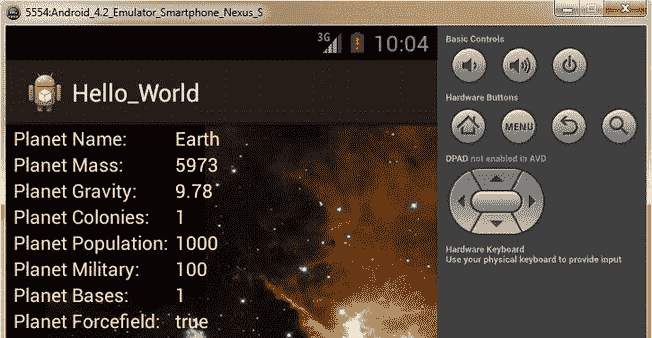 5554:Android_4.2_Emulator_Smartphone_Nexus_S
3G 10:04
Hello_World
Planet Name: Earth
Planet Mass: 5973
Planet Gravity: 9.78
Planet Colonies: 1
Planet Population: 1000
Planet Military: 100
Planet Bases: 1
Planet Forcefield: true
Basic Controls
Hardware Buttons
MENU
DPAD not enabled in AVD
Hardware Keyboard
Use your physical keyboard to provide input